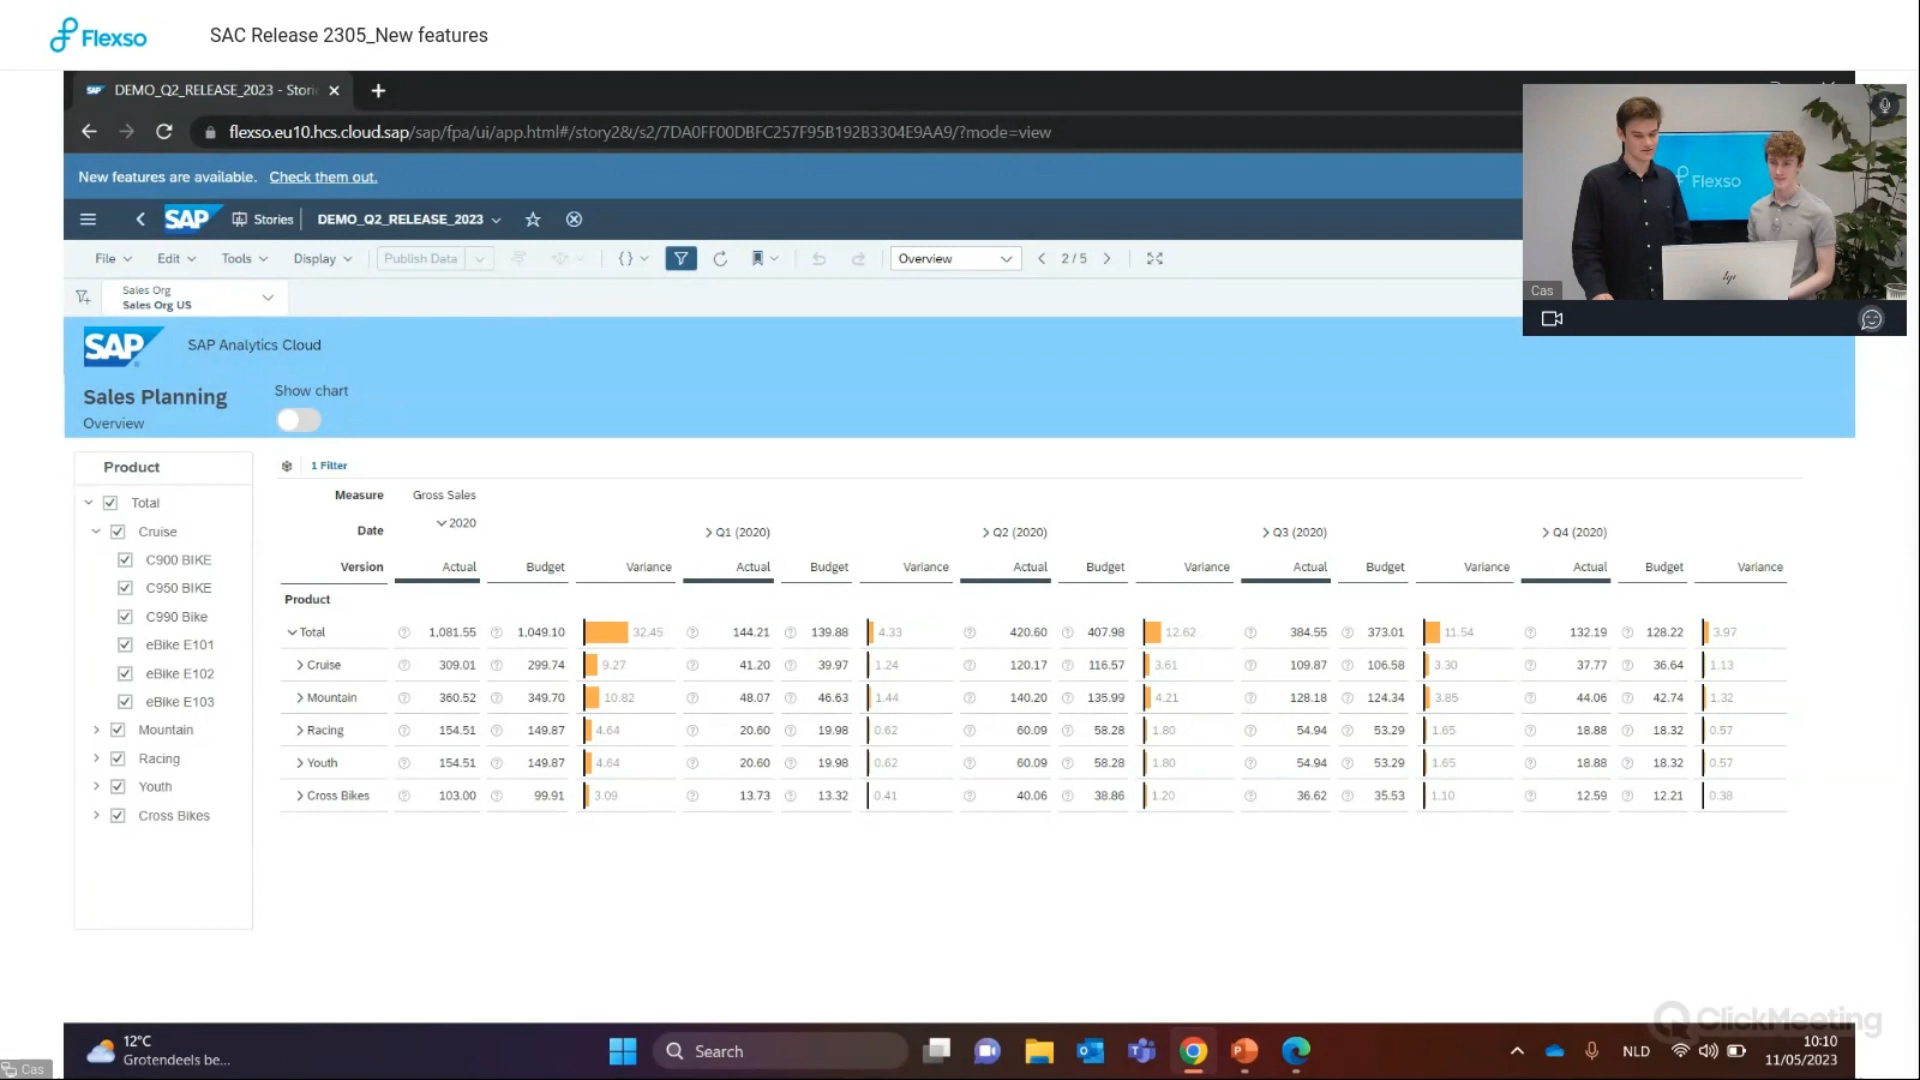 Flexso
SAC Release 2305_New features
DEMO_Q2_RELEASE_2023 - Stori
flexso.eu10.hcs.cloud.sap/sap/fpa/ui/app.html#/story2&/s2/7DA0FF00DBFC257F95B192B3304E9AA9/?mode=view
New features are available. Check them out.
SAP Stories DEMO_Q2_RELEASE_2023
File Edit Tools Display Publish Data {} Overview 2/5
Sales Org
Sales Org US
Flexso
hp
Cas
SAP SAP Analytics Cloud
Sales Planning Show chart
Overview
Product
Total
Cruise
C900 BIKE
C950 BIKE
C990 Bike
eBike E101
eBike E102
eBike E103
Mountain
Racing
Youth
Cross Bikes
1 Filter
Measure Gross Sales
Date 2020 Q1 (2020) Q2 (2020) Q3 (2020) Q4 (2020)
Version Actual Budget Variance Actual Budget Variance Actual Budget Variance Actual Budget Variance Actual Budget Variance
Product
Total 1,081.55 1,049.10 32.45 144.21 139.88 4.33 420.60 407.98 12.62 384.55 373.01 11.54 132.19 128.22 3.97
Cruise 309.01 299.74 9.27 41.20 39.97 1.24 120.17 116.57 3.61 109.87 106.58 3.30 37.77 36.64 1.13
Mountain 360.52 349.70 10.82 48.07 46.63 1.44 140.20 135.99 4.21 128.18 124.34 3.85 44.06 42.74 1.32
Racing 154.51 149.87 4.64 20.60 19.98 0.62 60.09 58.28 1.80 54.94 53.29 1.65 18.88 18.32 0.57
Youth 154.51 149.87 4.64 20.60 19.98 0.62 60.09 58.28 1.80 54.94 53.29 1.65 18.88 18.32 0.57
Cross Bikes 103.00 99.91 3.09 13.73 13.32 0.41 40.06 38.86 1.20 36.62 35.53 1.10 12.59 12.21 0.38
ClickMeeting
12°C
Grotendeels be...
Search
NLD
10:10
11/05/2023
Cas